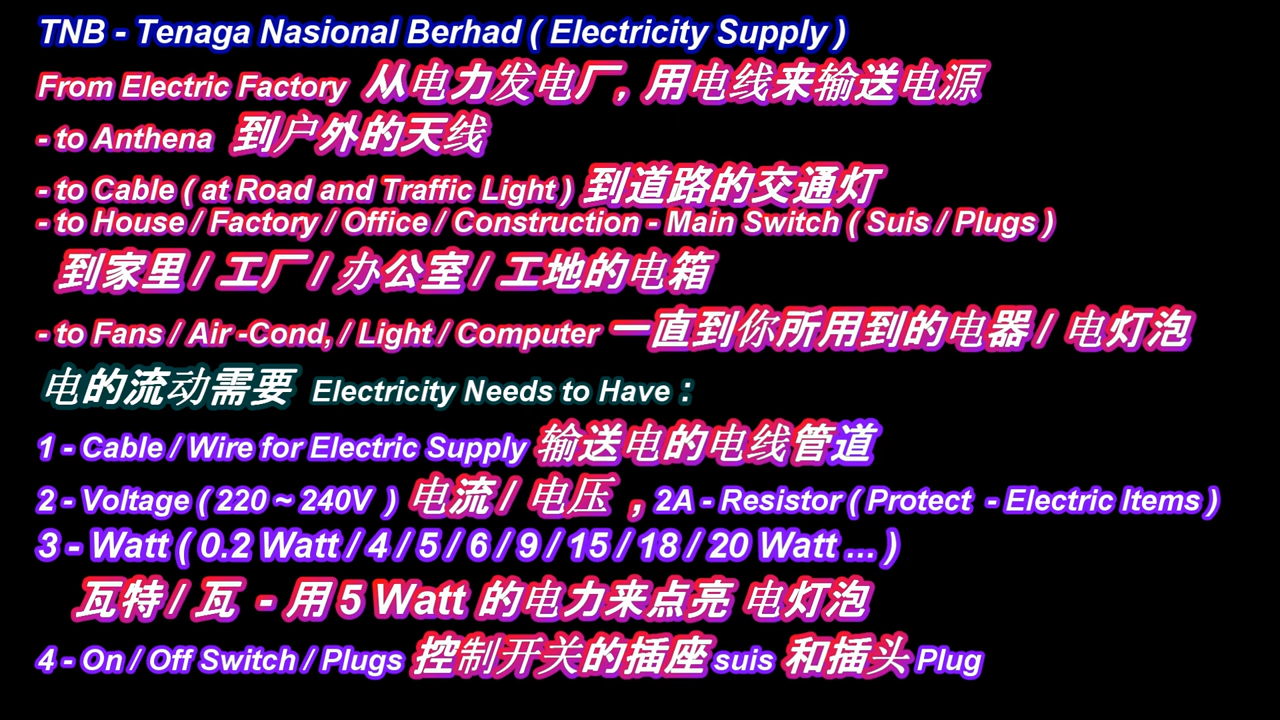 TNB - Tenaga Nasional Berhad ( Electricity Supply )
From Electric Factory 从电力发电厂，用电线来输送电源
- to Anthena 到户外的天线
- to Cable ( at Road and Traffic Light ) 到道路的交通灯
- to House / Factory / Office / Construction - Main Switch ( Suis / Plugs )
到家里 / 工厂 / 办公室 / 工地的电箱
- to Fans / Air -Cond, / Light / Computer 一直到你所用到的电器 / 电灯泡
电的流动需要 Electricity Needs to Have :
1 - Cable / Wire for Electric Supply 输送电的电线管道
2 - Voltage ( 220 ~ 240V ) 电流 / 电压 , 2A - Resistor ( Protect - Electric Items )
3 - Watt ( 0.2 Watt / 4 / 5 / 6 / 9 / 15 / 18 / 20 Watt ... )
瓦特 / 瓦 - 用 5 Watt 的电力来点亮 电灯泡
4 - On / Off Switch / Plugs 控制开关的插座 suis 和插头 Plug